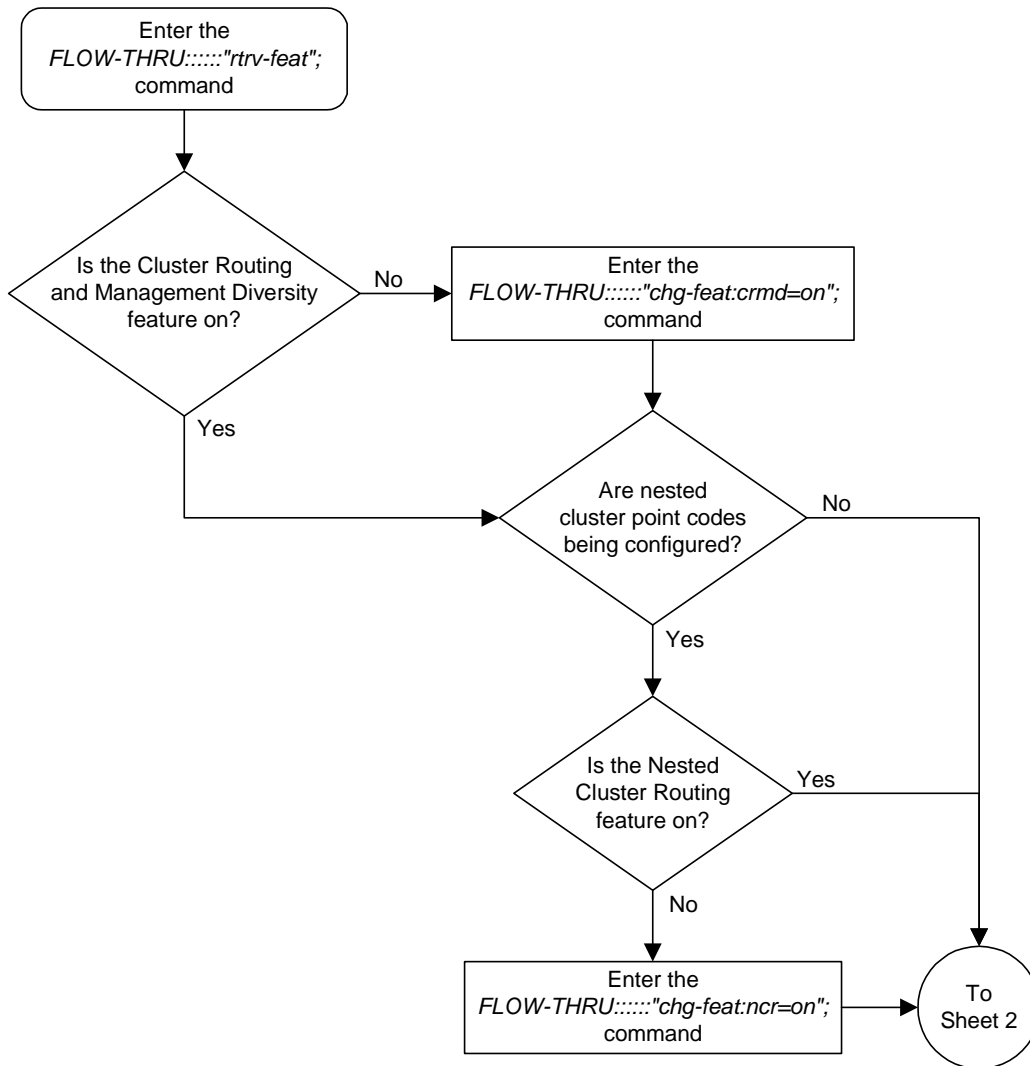 Enter the
FLOW-THRU::::::"rtrv-feat";
command
Is the Cluster Routing
and Management Diversity
feature on?
No
Enter the
FLOW-THRU::::::"chg-feat:crmd=on";
command
Yes
Are nested
cluster point codes
being configured?
No
Yes
Is the Nested
Cluster Routing
feature on?
Yes
No
Enter the
FLOW-THRU::::::"chg-feat:ncr=on";
command
To
Sheet 2